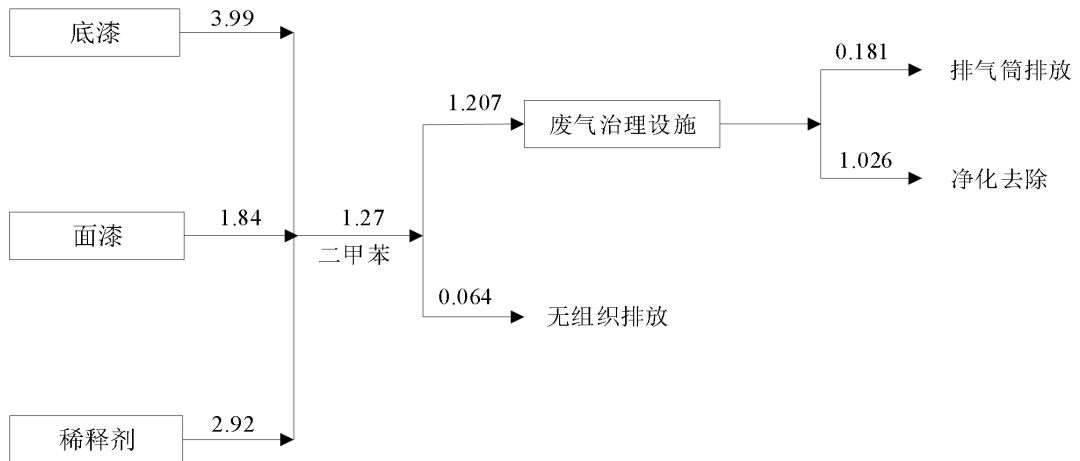 底漆
3.99
面漆
1.84
稀释剂
2.92
1.27
二甲苯
1.207
废气治理设施
0.064
无组织排放
0.181
排气筒排放
1.026
净化去除